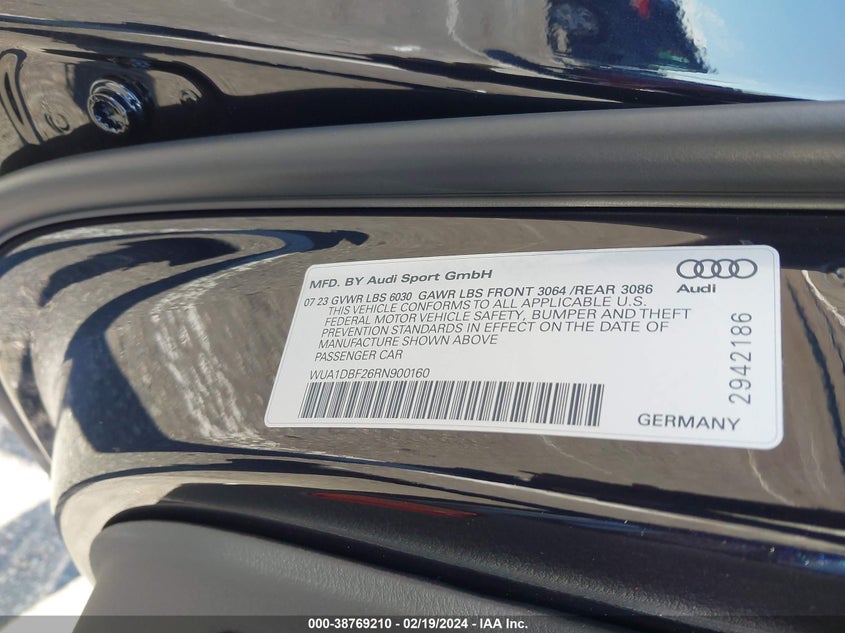 MFD. BY Audi Sport GmbH
07 23 GVWR LBS 6030 GAWR LBS FRONT 3064 /REAR 3086
THIS VEHICLE CONFORMS TO ALL APPLICABLE U.S.
FEDERAL MOTOR VEHICLE SAFETY, BUMPER AND THEFT
PREVENTION STANDARDS IN EFFECT ON THE DATE OF
MANUFACTURE SHOWN ABOVE
PASSENGER CAR
WUA1DBF26RN900160
Audi
2942186
GERMANY
000-38769210 - 02/19/2024 - IAA Inc.